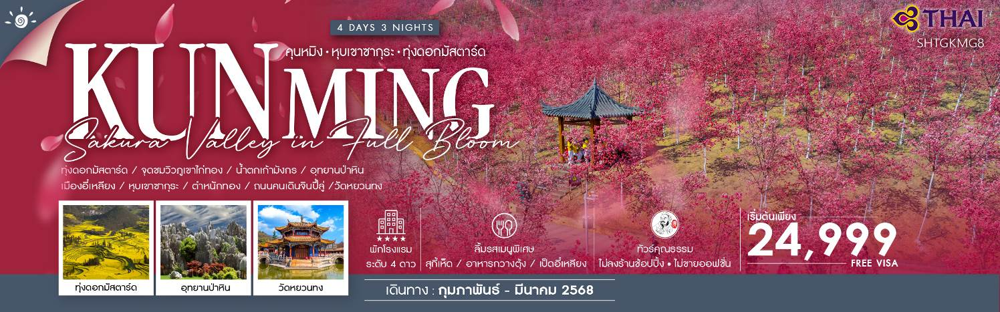 4 DAYS 3 NIGHTS
THAI
SHTGKMG8
KUNMING
คุนหมิง • หุบเขาซากุระ • ทุ่งดอกมัสตาร์ด
Sakura Valley in Full Bloom
ทุ่งดอกมัสตาร์ด / จุดชมวิวภูเขาไก่ทอง / น้ำตกเก้ามังกร / อุทยานป่าหิน
เมืองอี๋เหลียง / หุบเขาซากุระ / ตำหนักทอง / ถนนคนเดินจินปี้ลู่ /วัดหยวนทง
ทุ่งดอกมัสตาร์ด
อุทยานป่าหิน
วัดหยวนทง
พักโรงแรม
ระดับ 4 ดาว
ลิ้มรสเมนูพิเศษ
สุกี้เห็ด / อาหารกวางตุ้ง / เป็ดอี๋เหลียง
ทัวร์คุณธรรม
ไม่ลงร้านช้อปปิ้ง • ไม่ขายออฟชั่น
เริ่มต้นเพียง
24,999
FREE VISA
เดินทาง : กุมภาพันธ์ - มีนาคม 2568